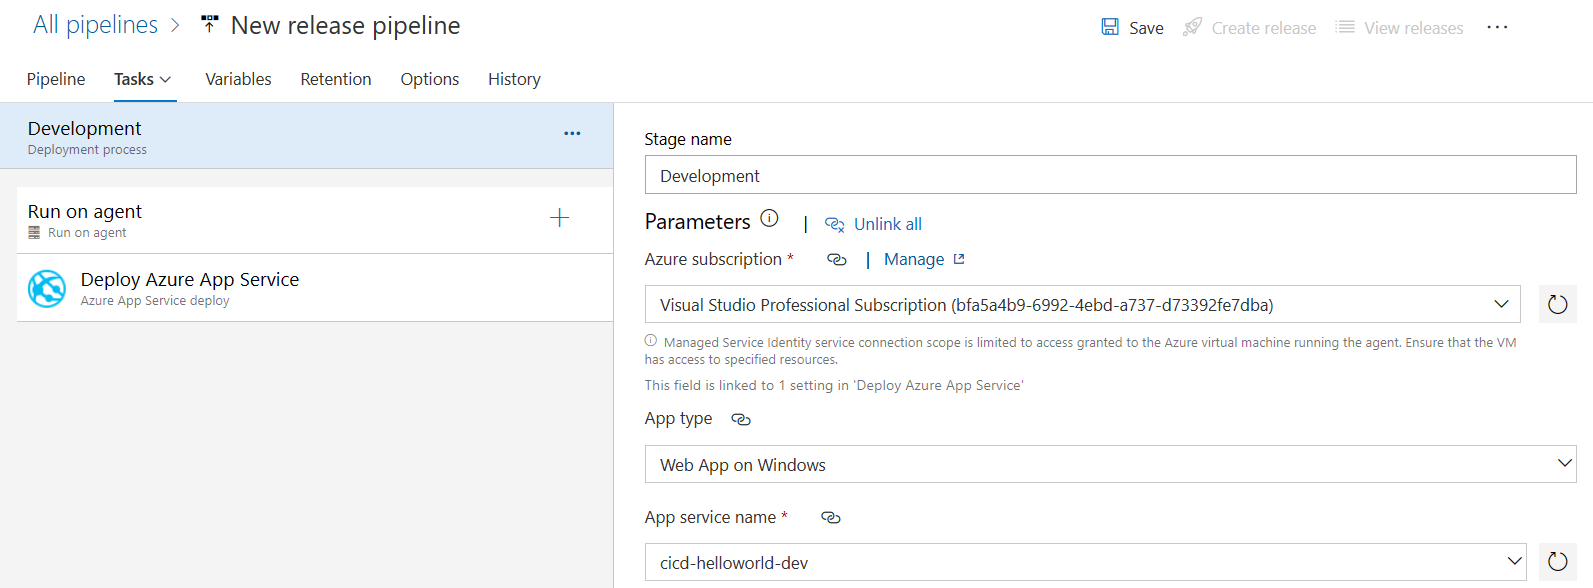 All pipelines > New release pipeline
Save Create release View releases ...
Pipeline Tasks Variables Retention Options History
Development
Deployment process
Run on agent
Run on agent
Deploy Azure App Service
Azure App Service deploy
Stage name
Development
Parameters | Unlink all
Azure subscription * | Manage
Visual Studio Professional Subscription (bfa5a4b9-6992-4ebd-a737-d73392fe7dba)
Managed Service Identity service connection scope is limited to access granted to the Azure virtual machine running the agent. Ensure that the VM
has access to specified resources.
This field is linked to 1 setting in 'Deploy Azure App Service'
App type
Web App on Windows
App service name *
cicd-helloworld-dev